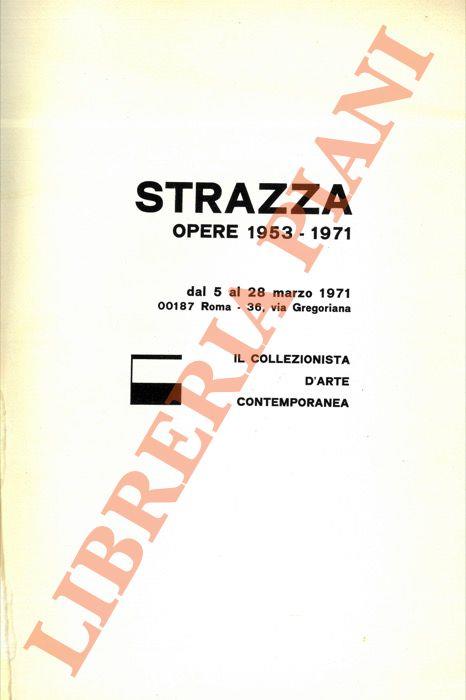 STRAZZA
OPERE 1953 - 1971
dal 5 al 28 marzo 1971
00187 Roma - 36, via Gregoriana
IL COLLEZIONISTA
D'ARTE
CONTEMPORANEA
LIBRERIA PIANI